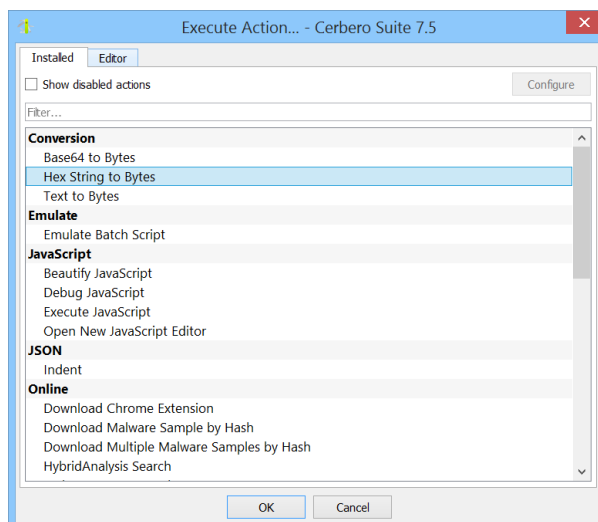 Execute Action... - Cerbero Suite 7.5
Installed Editor
Show disabled actions Configure
Filter...
Conversion
Base64 to Bytes
Hex String to Bytes
Text to Bytes
Emulate
Emulate Batch Script
JavaScript
Beautify JavaScript
Debug JavaScript
Execute JavaScript
Open New JavaScript Editor
JSON
Indent
Online
Download Chrome Extension
Download Malware Sample by Hash
Download Multiple Malware Samples by Hash
HybridAnalysis Search
OK Cancel